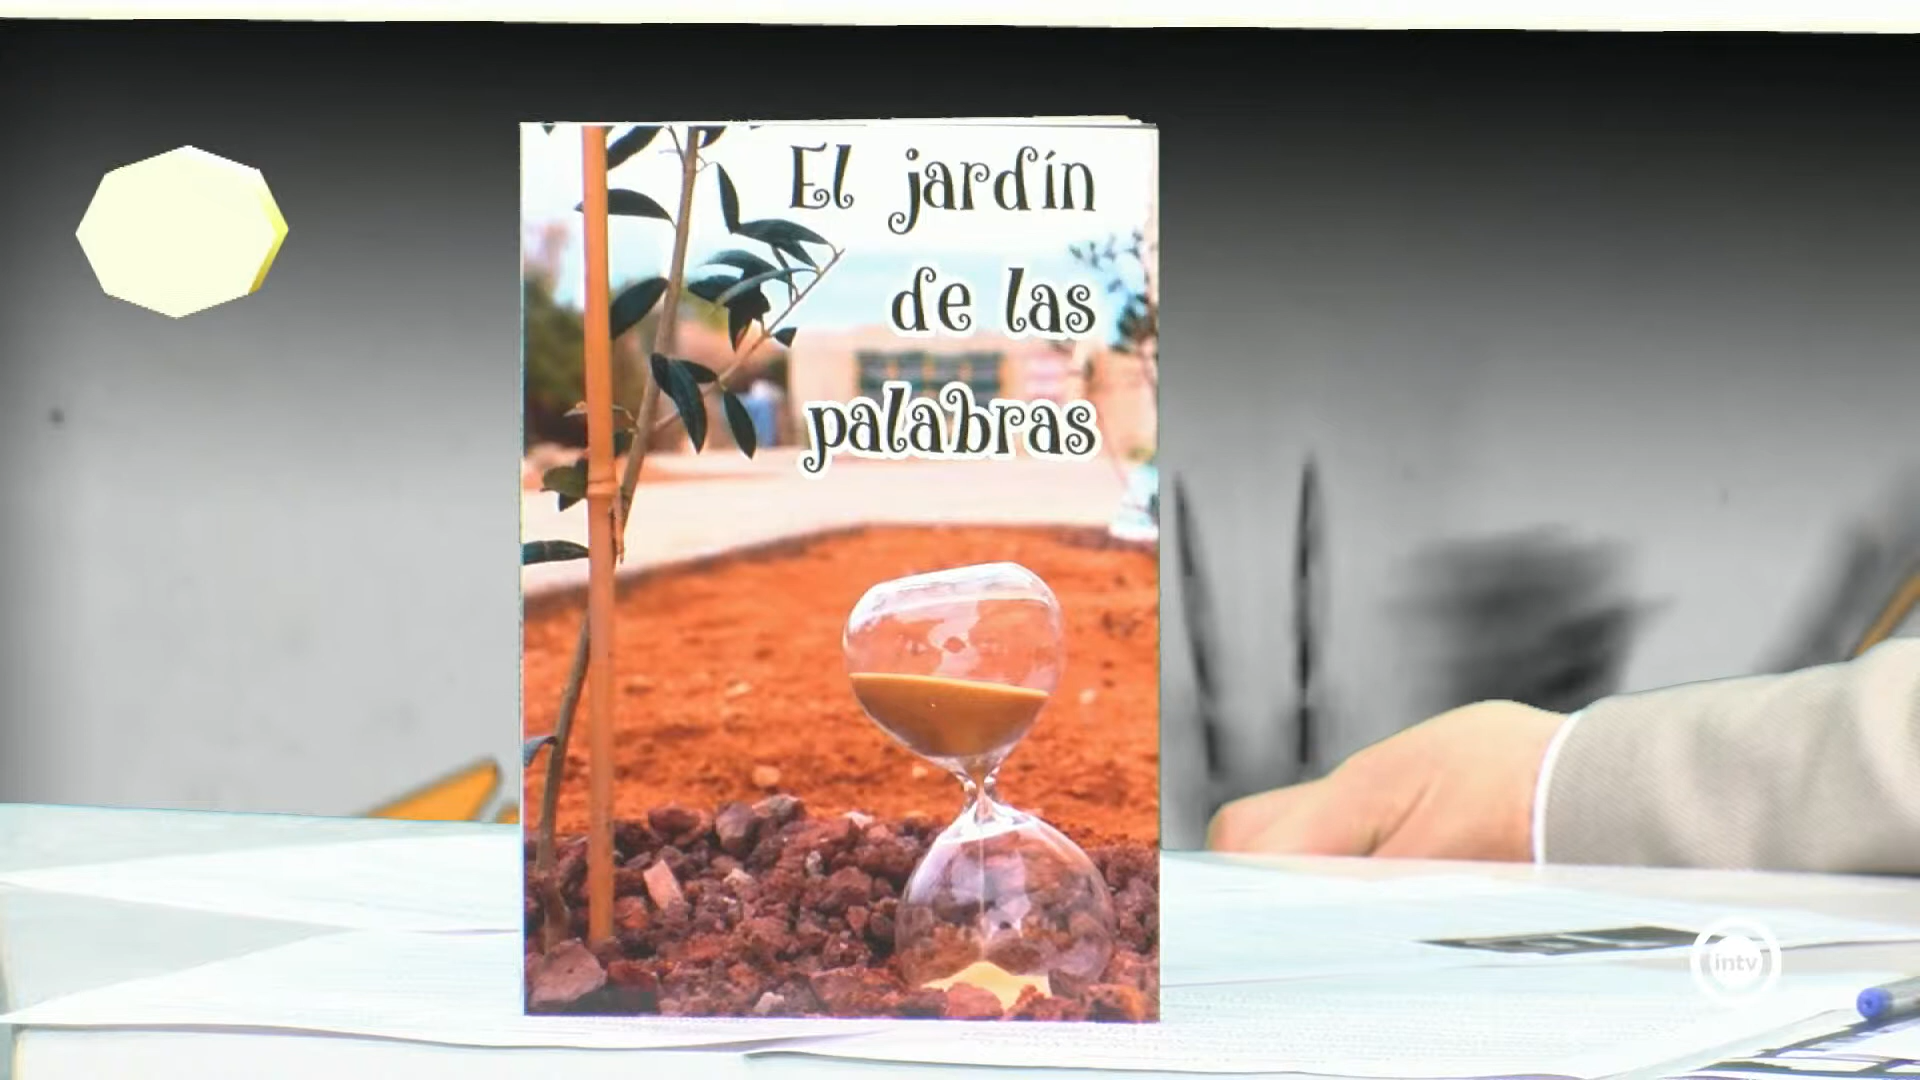 El jardín
de las
palabras
intv